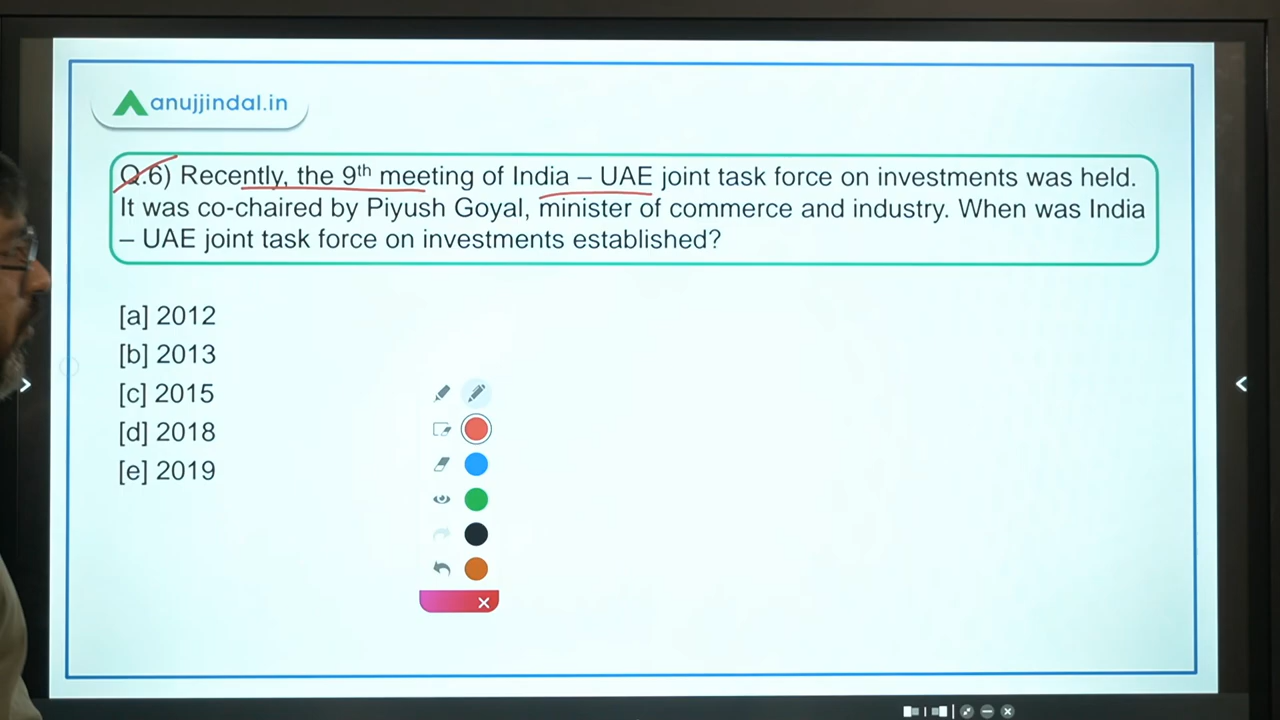 anujjindal.in
Q.6) Recently, the 9th meeting of India – UAE joint task force on investments was held.
It was co-chaired by Piyush Goyal, minister of commerce and industry. When was India
– UAE joint task force on investments established?
[a] 2012
[b] 2013
[c] 2015
[d] 2018
[e] 2019